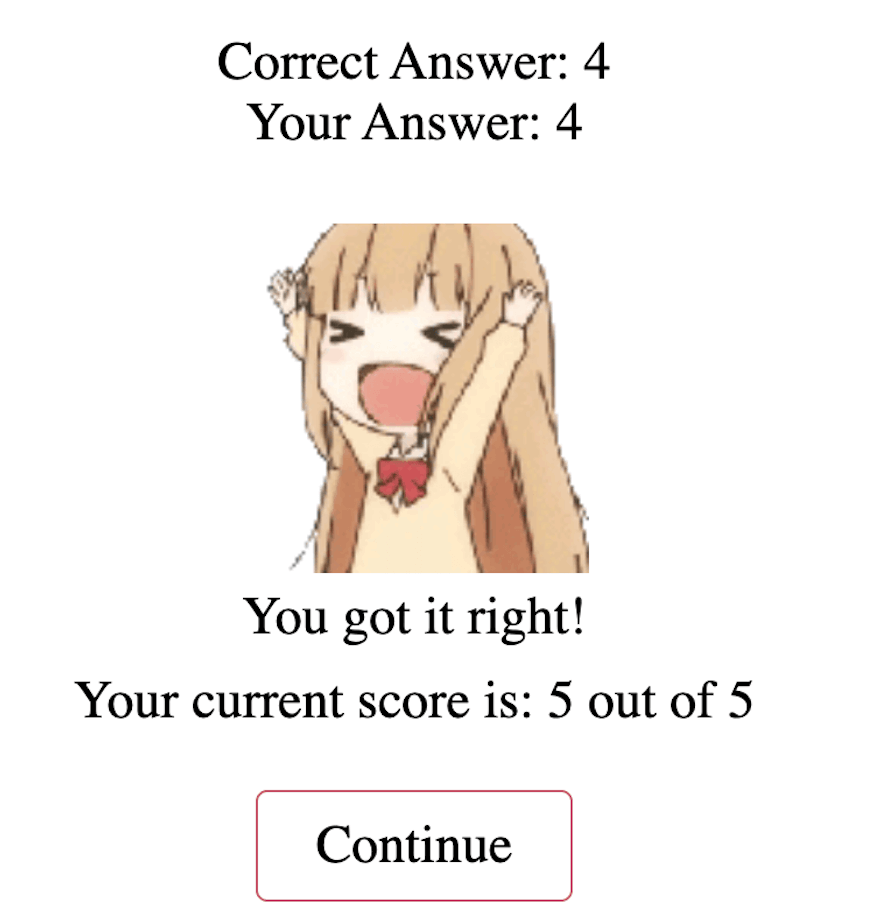 Correct Answer: 4
Your Answer: 4
You got it right!
Your current score is: 5 out of 5
Continue